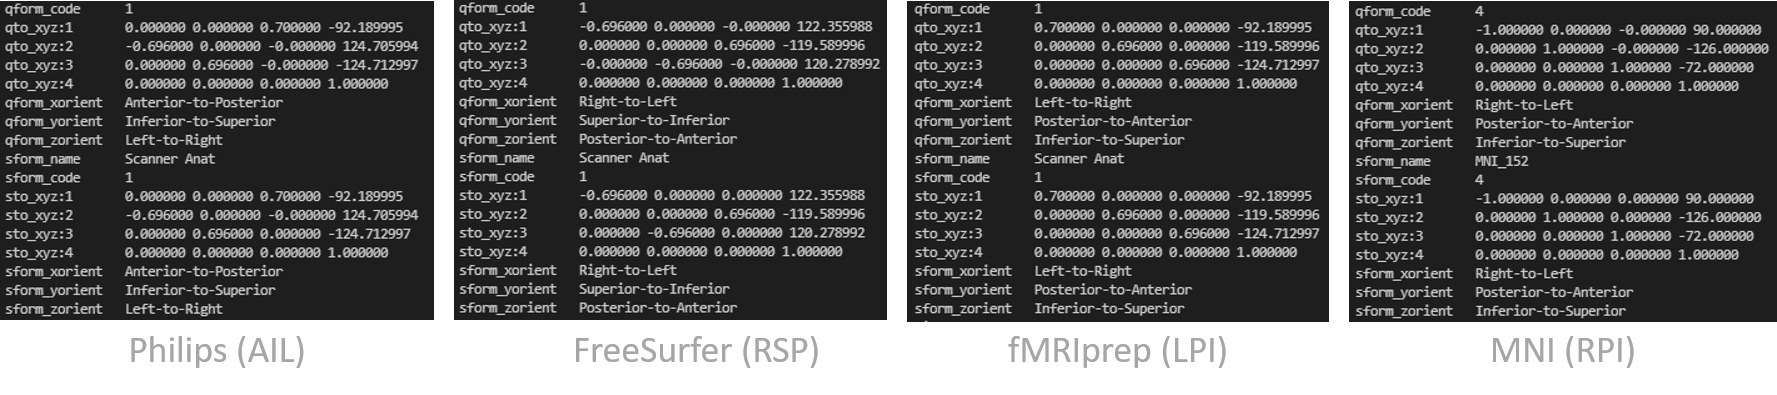 qform_code 1
qto_xyz:1 0.000000 0.000000 0.700000 -92.189995
qto_xyz:2 -0.696000 0.000000 -0.000000 124.705994
qto_xyz:3 0.000000 0.696000 -0.000000 -124.712997
qto_xyz:4 0.000000 0.000000 0.000000 1.000000
qform_xorient Anterior-to-Posterior
qform_yorient Inferior-to-Superior
qform_zorient Left-to-Right
sform_name Scanner Anat
sform_code 1
sto_xyz:1 0.000000 0.000000 0.700000 -92.189995
sto_xyz:2 -0.696000 0.000000 -0.000000 124.705994
sto_xyz:3 0.000000 0.696000 0.000000 -124.712997
sto_xyz:4 0.000000 0.000000 0.000000 1.000000
sform_xorient Anterior-to-Posterior
sform_yorient Inferior-to-Superior
sform_zorient Left-to-Right
Philips (AIL)
qform_code 1
qto_xyz:1 -0.696000 0.000000 -0.000000 122.355988
qto_xyz:2 0.000000 0.000000 0.696000 -119.589996
qto_xyz:3 -0.000000 -0.696000 -0.000000 120.278992
qto_xyz:4 0.000000 0.000000 0.000000 1.000000
qform_xorient Right-to-Left
qform_yorient Superior-to-Inferior
qform_zorient Posterior-to-Anterior
sform_name Scanner Anat
sform_code 1
sto_xyz:1 -0.696000 0.000000 0.000000 122.355988
sto_xyz:2 0.000000 0.000000 0.696000 -119.589996
sto_xyz:3 0.000000 -0.696000 0.000000 120.278992
sto_xyz:4 0.000000 0.000000 0.000000 1.000000
sform_xorient Right-to-Left
sform_yorient Superior-to-Inferior
sform_zorient Posterior-to-Anterior
FreeSurfer (RSP)
qform_code 1
qto_xyz:1 0.700000 0.000000 0.000000 -92.189995
qto_xyz:2 0.000000 0.696000 0.000000 -119.589996
qto_xyz:3 0.000000 0.000000 0.696000 -124.712997
qto_xyz:4 0.000000 0.000000 0.000000 1.000000
qform_xorient Left-to-Right
qform_yorient Posterior-to-Anterior
qform_zorient Inferior-to-Superior
sform_name Scanner Anat
sform_code 1
sto_xyz:1 0.700000 0.000000 0.000000 -92.189995
sto_xyz:2 0.000000 0.696000 0.000000 -119.589996
sto_xyz:3 0.000000 0.000000 0.696000 -124.712997
sto_xyz:4 0.000000 0.000000 0.000000 1.000000
sform_xorient Left-to-Right
sform_yorient Posterior-to-Anterior
sform_zorient Inferior-to-Superior
fMRIprep (LPI)
qform_code 4
qto_xyz:1 -1.000000 0.000000 -0.000000 90.000000
qto_xyz:2 0.000000 1.000000 -0.000000 -126.000000
qto_xyz:3 0.000000 0.000000 1.000000 -72.000000
qto_xyz:4 0.000000 0.000000 0.000000 1.000000
qform_xorient Right-to-Left
qform_yorient Posterior-to-Anterior
qform_zorient Inferior-to-Superior
sform_name MNI_152
sform_code 4
sto_xyz:1 -1.000000 0.000000 0.000000 90.000000
sto_xyz:2 0.000000 1.000000 0.000000 -126.000000
sto_xyz:3 0.000000 0.000000 1.000000 -72.000000
sto_xyz:4 0.000000 0.000000 0.000000 1.000000
sform_xorient Right-to-Left
sform_yorient Posterior-to-Anterior
sform_zorient Inferior-to-Superior
MNI (RPI)